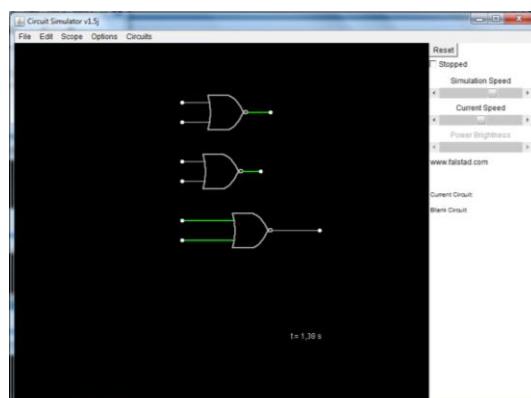 Circuit Simulator v1.5j
File Edit Scope Options Circuits
Reset
Stopped
Simulation Speed
Current Speed
Power Brightness
www.falstad.com
Current Circuit:
Blank Circuit
t = 1,39 s